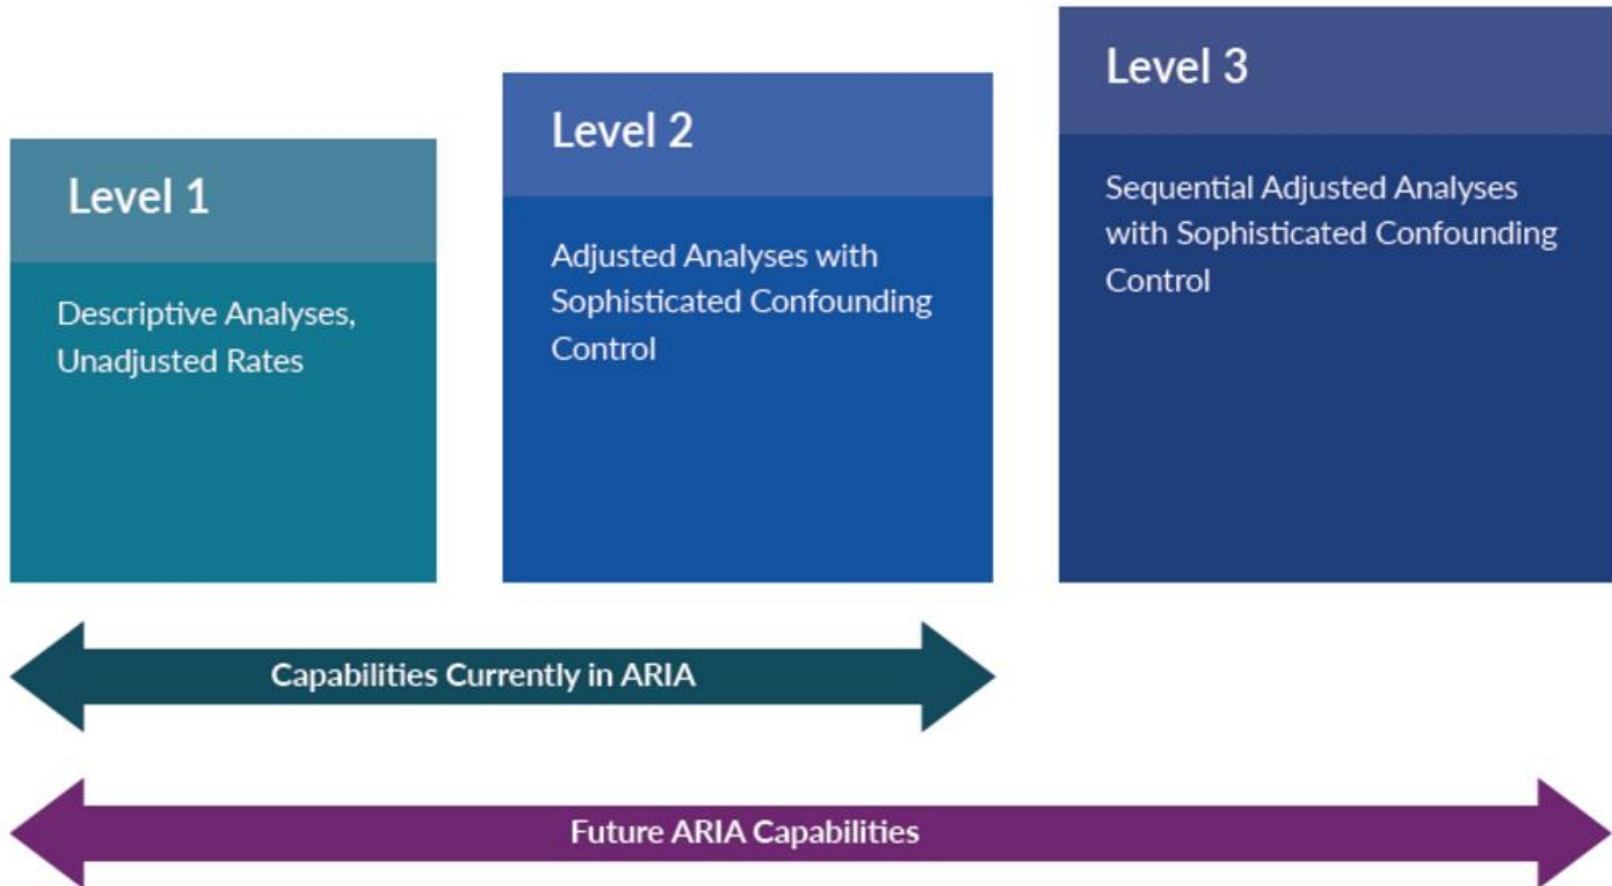 Level 1
Descriptive Analyses,
Unadjusted Rates
Level 2
Adjusted Analyses with
Sophisticated Confounding
Control
Level 3
Sequential Adjusted Analyses
with Sophisticated Confounding
Control
Capabilities Currently in ARIA
Future ARIA Capabilities